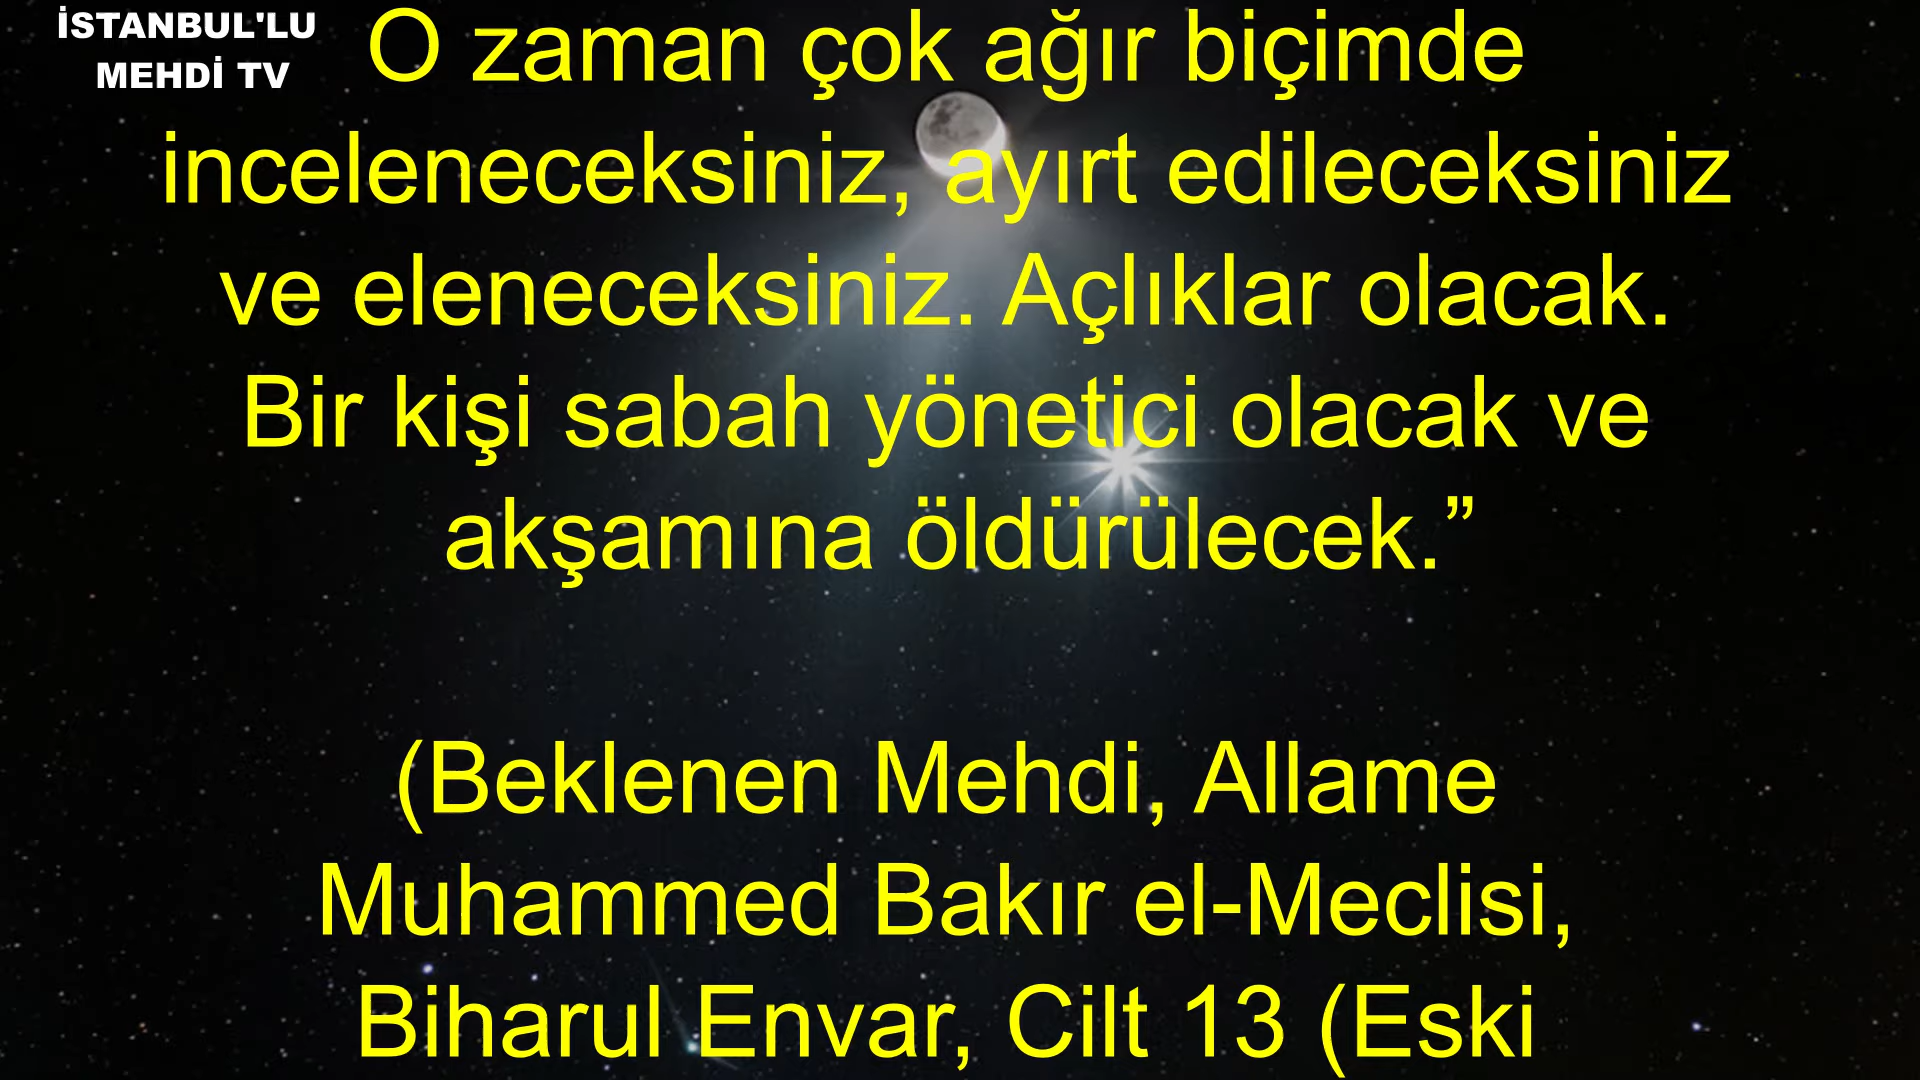 İSTANBUL'LU
MEHDİ TV
O zaman çok ağır biçimde
inceleneceksiniz, ayırt edileceksiniz
ve eleneceksiniz. Açlıklar olacak.
Bir kişi sabah yönetici olacak ve
akşamına öldürülecek.”
(Beklenen Mehdi, Allame
Muhammed Bakır el-Meclisi,
Biharul Envar, Cilt 13 (Eski